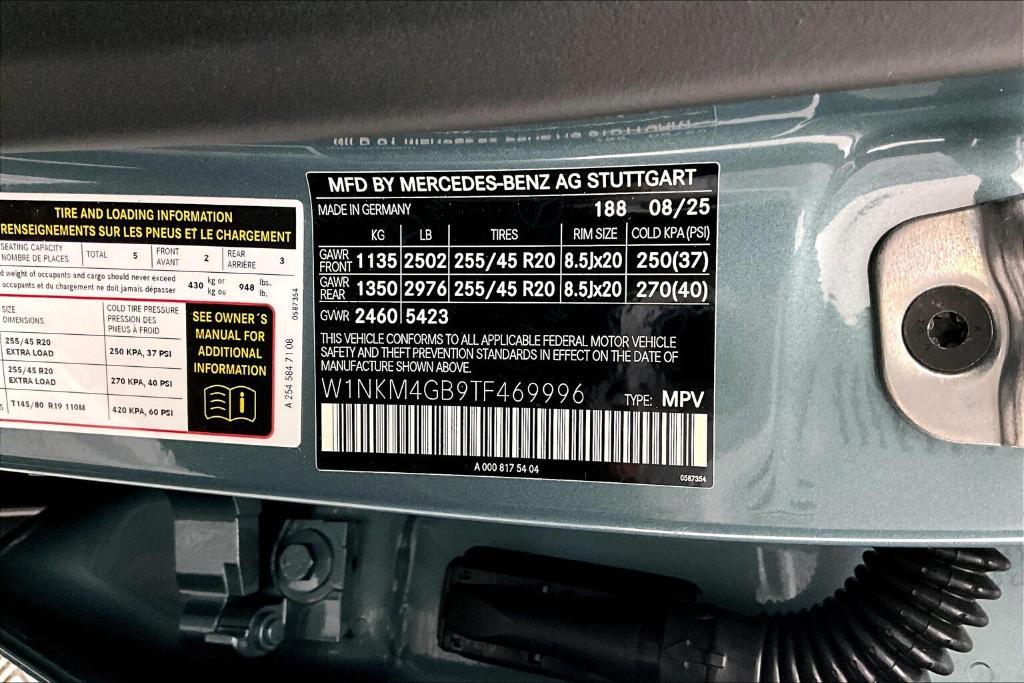 TIRE AND LOADING INFORMATION
RENSEIGNEMENTS SUR LES PNEUS ET LE CHARGEMENT
SEATING CAPACITY
NOMBRE DE PLACES
TOTAL 5
FRONT
AVANT
2
REAR
ARRIÈRE
3
weight of occupants and cargo should never exceed
occupants et du chargement ne doit jamais dépasser
430 kg or
kg ou
948 lbs.
lb.
SIZE
DIMENSIONS
COLD TIRE PRESSURE
PRESSION DES
PNEUS À FROID
255/45 R20
EXTRA LOAD
250 KPA, 37 PSI
255/45 R20
EXTRA LOAD
270 KPA, 40 PSI
T145/80 R19 110M
420 KPA, 60 PSI
SEE OWNER´S
MANUAL FOR
ADDITIONAL
INFORMATION
0587354
A 254 584 71 08
MFD BY MERCEDES-BENZ AG STUTTGART
MADE IN GERMANY 188 08/25
KG LB TIRES RIM SIZE COLD KPA(PSI)
GAWR
FRONT
1135 2502 255/45 R20 8.5Jx20 250(37)
GAWR
REAR
1350 2976 255/45 R20 8.5Jx20 270(40)
GVWR 2460 5423
THIS VEHICLE CONFORMS TO ALL APPLICABLE FEDERAL MOTOR VEHICLE
SAFETY AND THEFT PREVENTION STANDARDS IN EFFECT ON THE DATE OF
MANUFACTURE SHOWN ABOVE.
W1NKM4GB9TF469996 TYPE: MPV
A 000 817 54 04
0587354